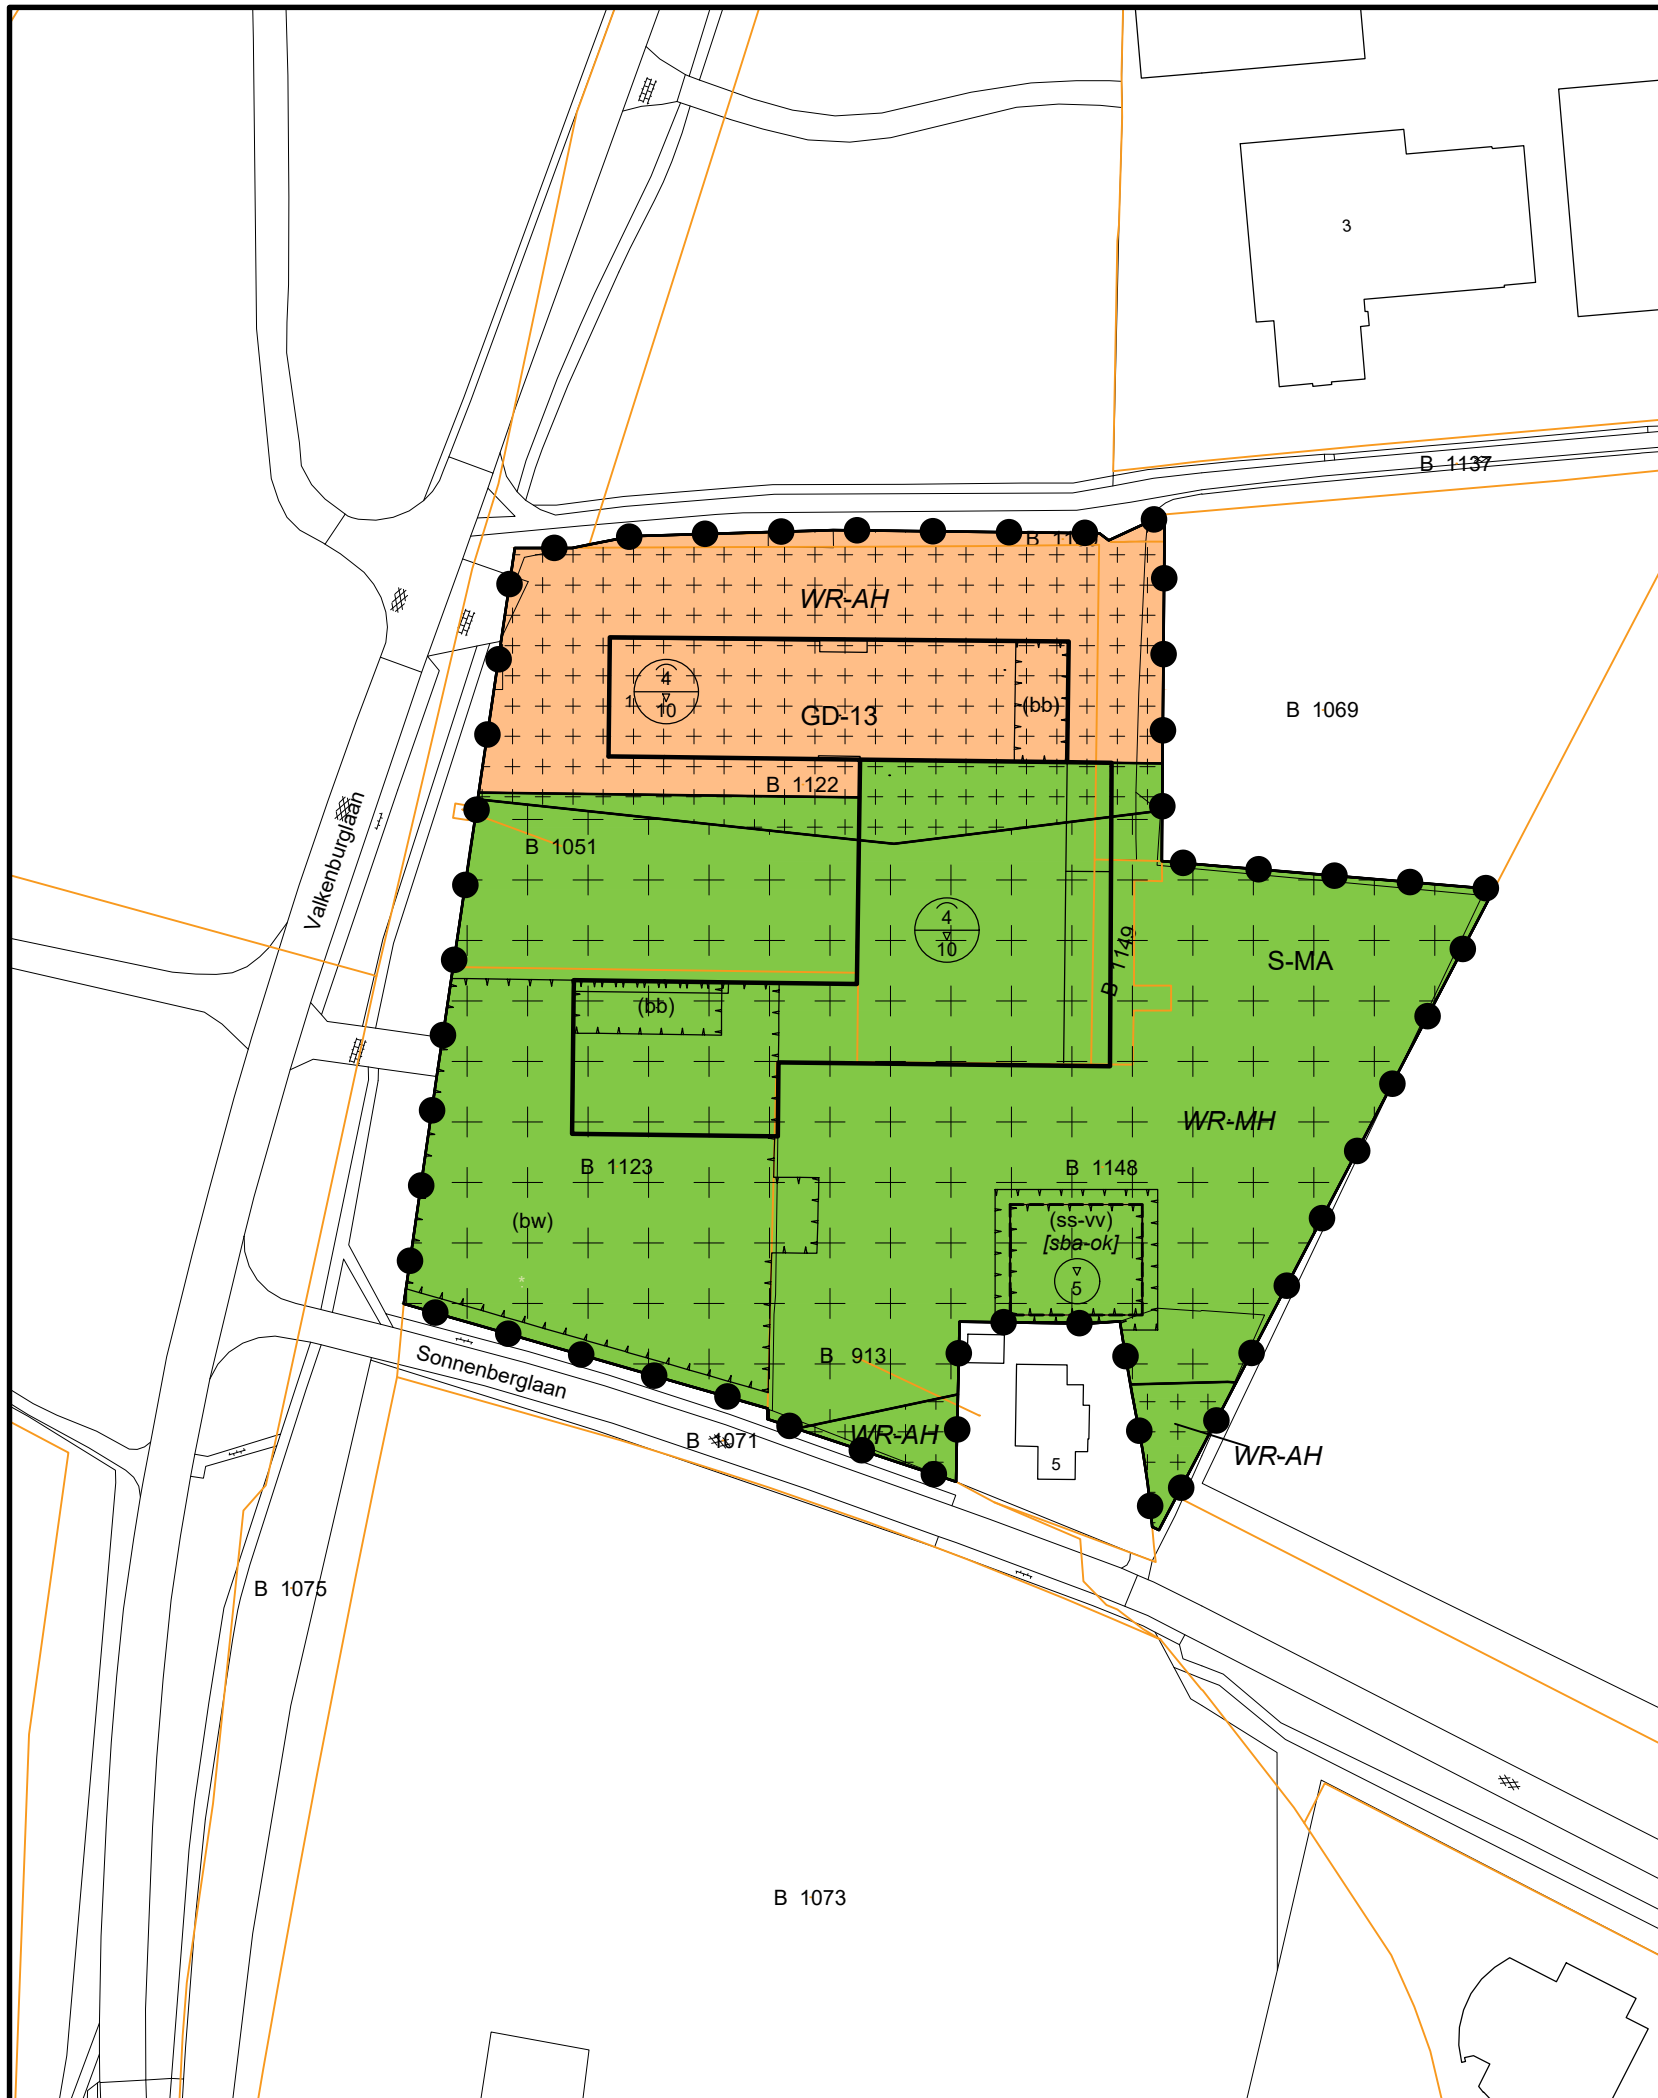 3
B 1137
WR-AH
4
10
1
GD-13
(bb)
B 1069
B 1122
B 1051
Valkenburglaan
4
10
B 1149
S-MA
(bb)
WR-MH
B 1123
B 1148
(bw)
(ss-vv)
[sba-ok]
5
Sonnenberglaan
B 913
B 1071
WR-AH
5
WR-AH
B 1075
B 1073